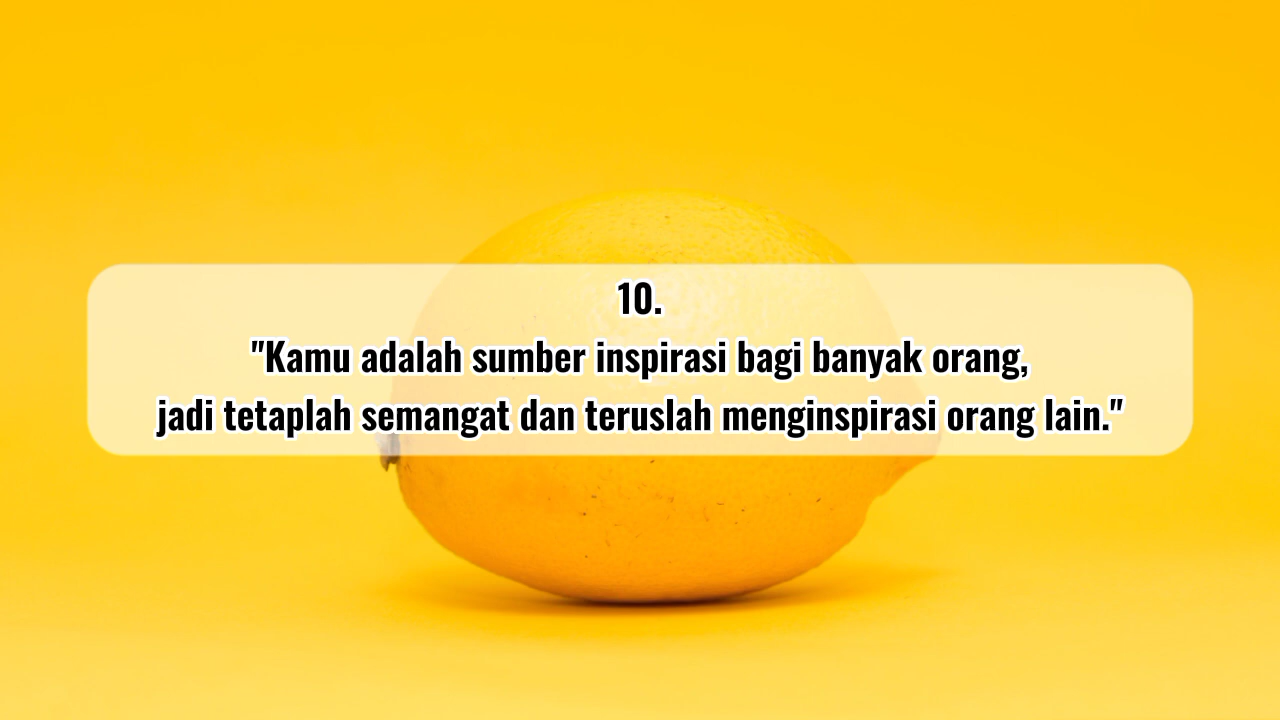 10.
"Kamu adalah sumber inspirasi bagi banyak orang,
jadi tetaplah semangat dan teruslah menginspirasi orang lain."